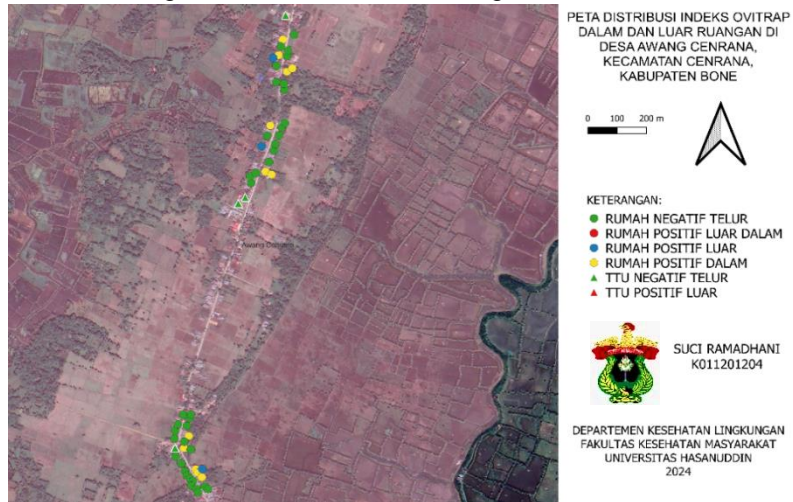 PETA DISTRIBUSI INDEKS OVITRAP
DALAM DAN LUAR RUANGAN DI
DESA AWANG CENRANA,
KECAMATAN CENRANA,
KABUPATEN BONE
0 100 200 m
KETERANGAN:
RUMAH NEGATIF TELUR
RUMAH POSITIF LUAR DALAM
RUMAH POSITIF LUAR
RUMAH POSITIF DALAM
TTU NEGATIF TELUR
TTU POSITIF LUAR
SUCI RAMADHANI
K011201204
DEPARTEMEN KESEHATAN LINGKUNGAN
FAKULTAS KESEHATAN MASYARAKAT
UNIVERSITAS HASANUDDIN
2024